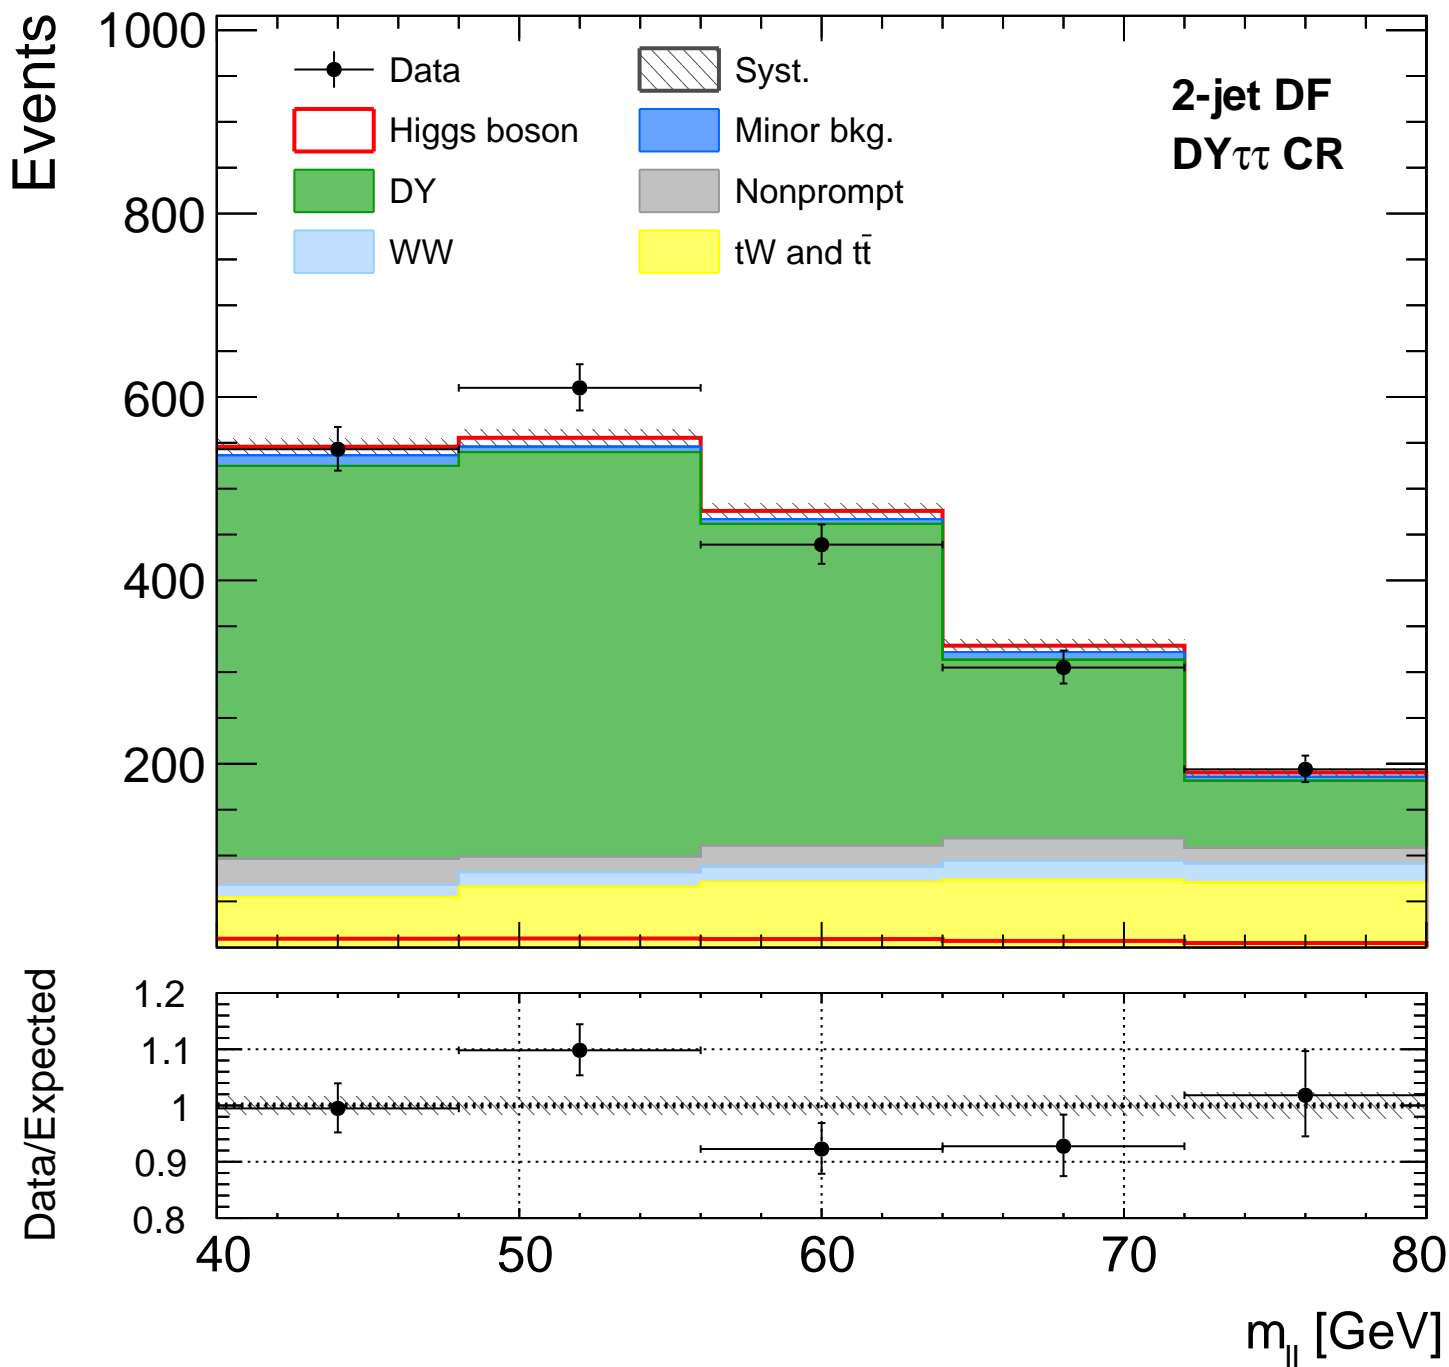 Events
1000
800
600
400
200
Data
Syst.
Higgs boson
Minor bkg.
DY
Nonprompt
WW
tW and tt̄
2-jet DF
DYττ CR
Data/Expected
1.2
1.1
1
0.9
0.8
40 50 60 70 80
m_ll [GeV]